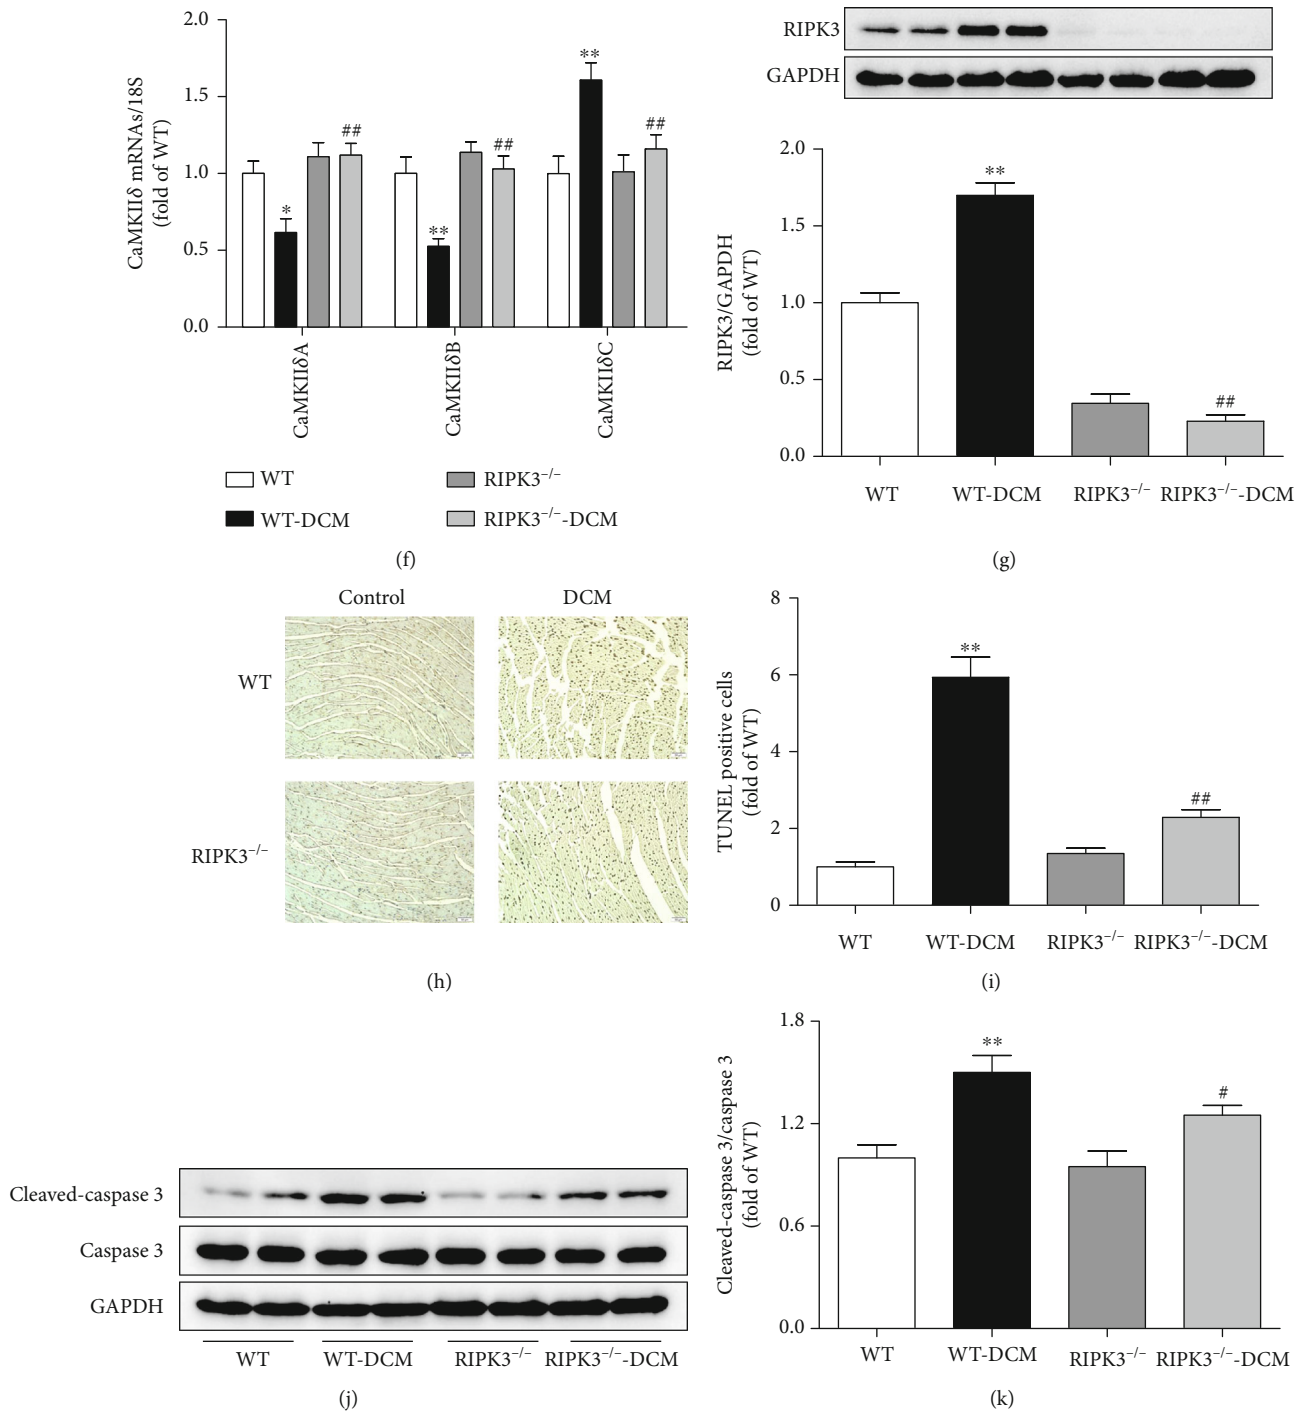 2.0
1.5
1.0
0.5
0.0
CaMKIIδ mRNAs/18S
(fold of WT)
*
##
**
##
**
##
CaMKIIδA
CaMKIIδB
CaMKIIδC
WT
RIPK3⁻/⁻
WT-DCM
RIPK3⁻/⁻-DCM
(f)
RIPK3
GAPDH
2.0
1.5
1.0
0.5
0.0
RIPK3/GAPDH
(fold of WT)
**
##
WT
WT-DCM
RIPK3⁻/⁻
RIPK3⁻/⁻-DCM
(g)
Control
DCM
WT
RIPK3⁻/⁻
(h)
8
6
4
2
0
TUNEL positive cells
(fold of WT)
**
##
WT
WT-DCM
RIPK3⁻/⁻
RIPK3⁻/⁻-DCM
(i)
Cleaved-caspase 3
Caspase 3
GAPDH
WT
WT-DCM
RIPK3⁻/⁻
RIPK3⁻/⁻-DCM
(j)
1.8
1.2
0.6
0.0
Cleaved-caspase 3/caspase 3
(fold of WT)
**
#
WT
WT-DCM
RIPK3⁻/⁻
RIPK3⁻/⁻-DCM
(k)